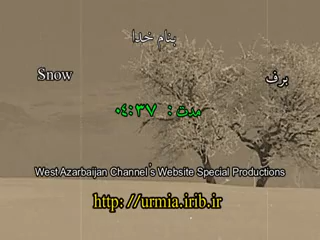 بنام خدا
Snow برف
مدت : ۰۴:۳۷
West Azarbaijan Channel's Website Special Productions
http: //urmia.irib.ir